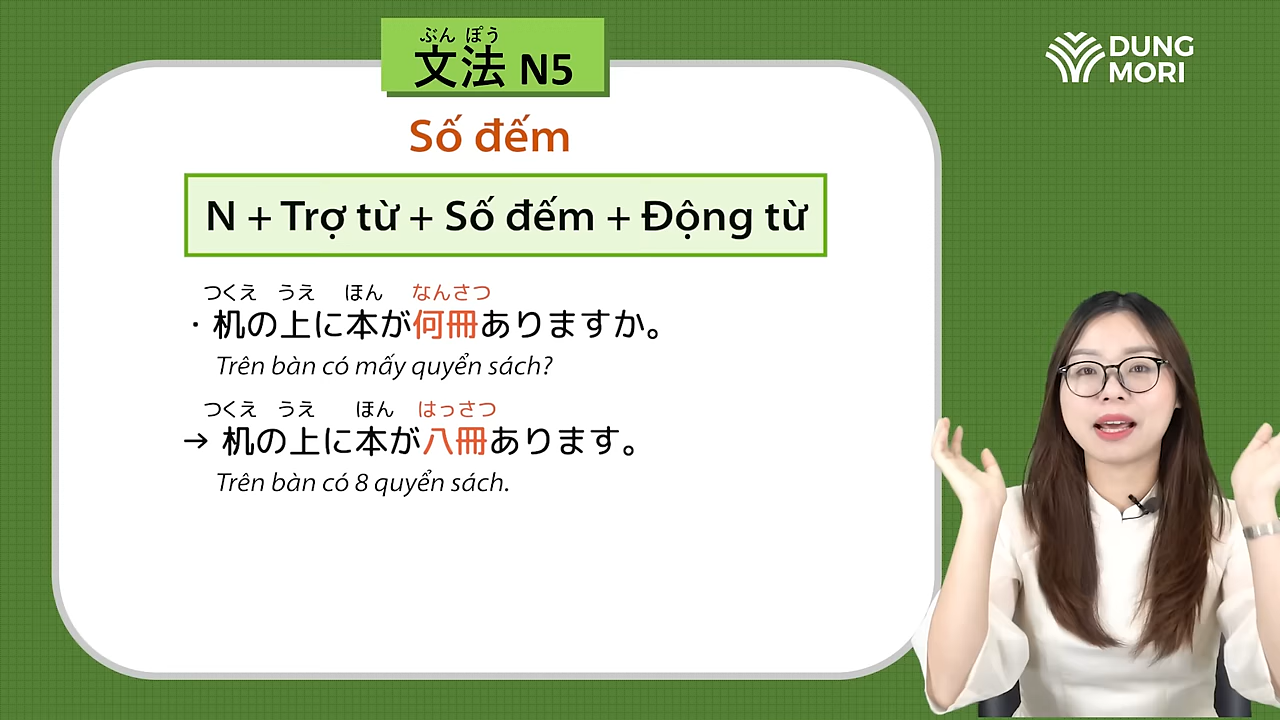 ぶん ぽう
文法 N5
DUNG
MORI
Số đếm
N + Trợ từ + Số đếm + Động từ
つくえ うえ ほん なんさつ
・机の上に本が何冊ありますか。
Trên bàn có mấy quyển sách?
つくえ うえ ほん はっさつ
→ 机の上に本が八冊あります。
Trên bàn có 8 quyển sách.